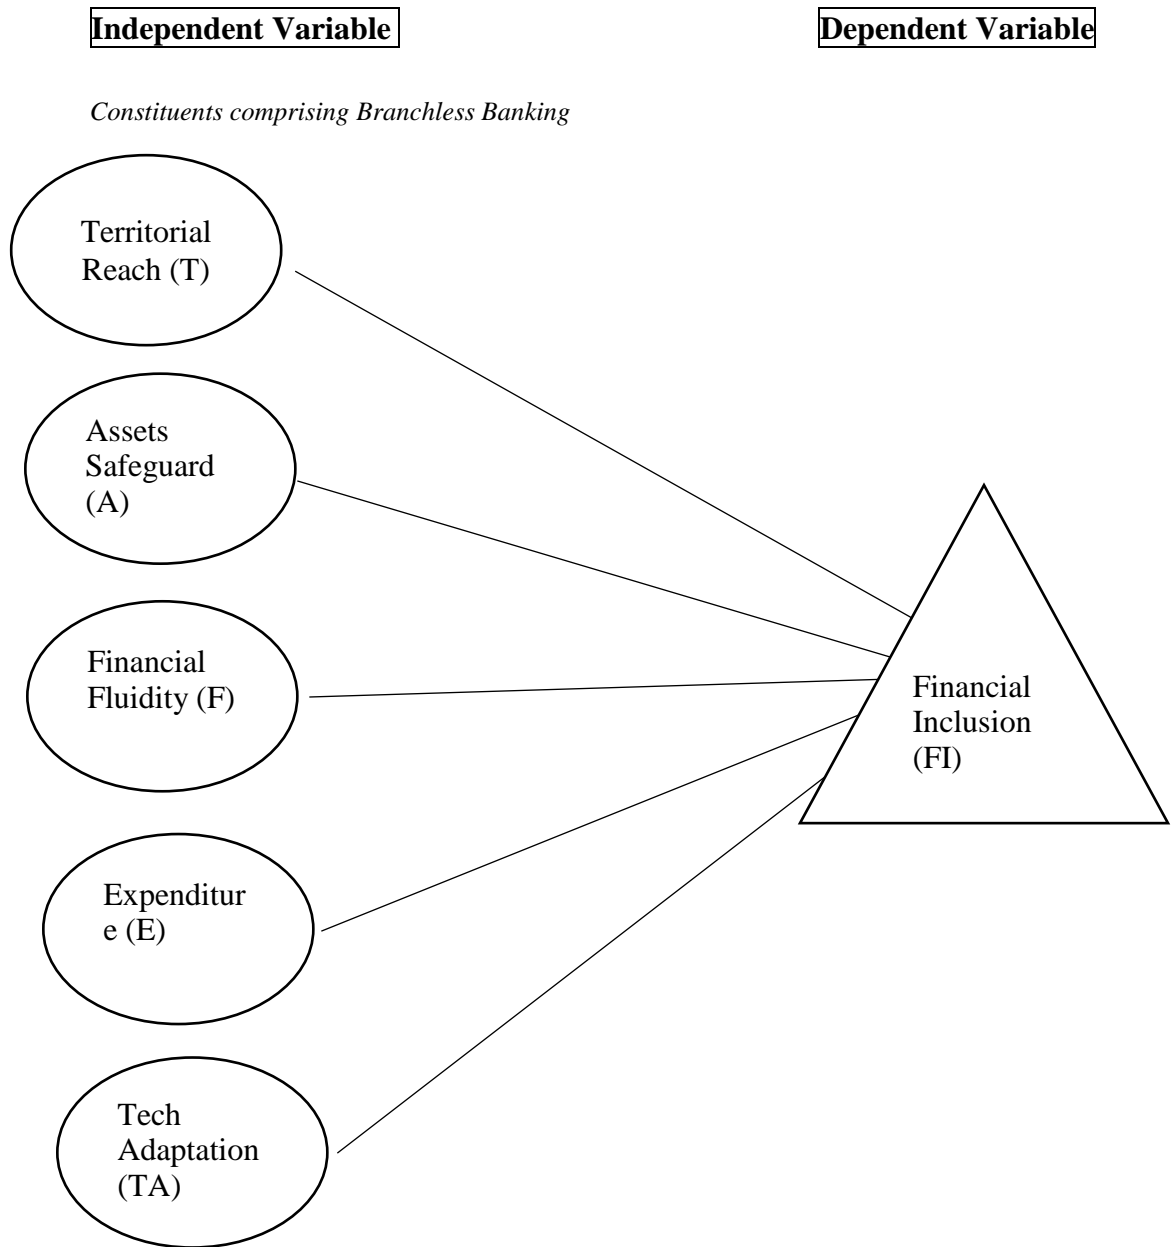 Independent Variable
Dependent Variable
Constituents comprising Branchless Banking
Territorial
Reach (T)
Assets
Safeguard
(A)
Financial
Fluidity (F)
Expenditur
e (E)
Tech
Adaptation
(TA)
Financial
Inclusion
(FI)